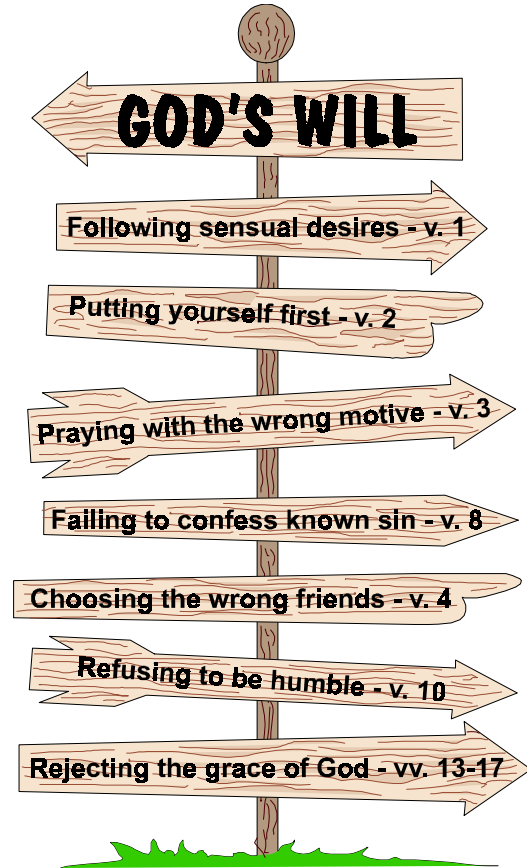 GOD'S WILL
Following sensual desires - v. 1
Putting yourself first - v. 2
Praying with the wrong motive - v. 3
Failing to confess known sin - v. 8
Choosing the wrong friends - v. 4
Refusing to be humble - v. 10
Rejecting the grace of God - vv. 13-17